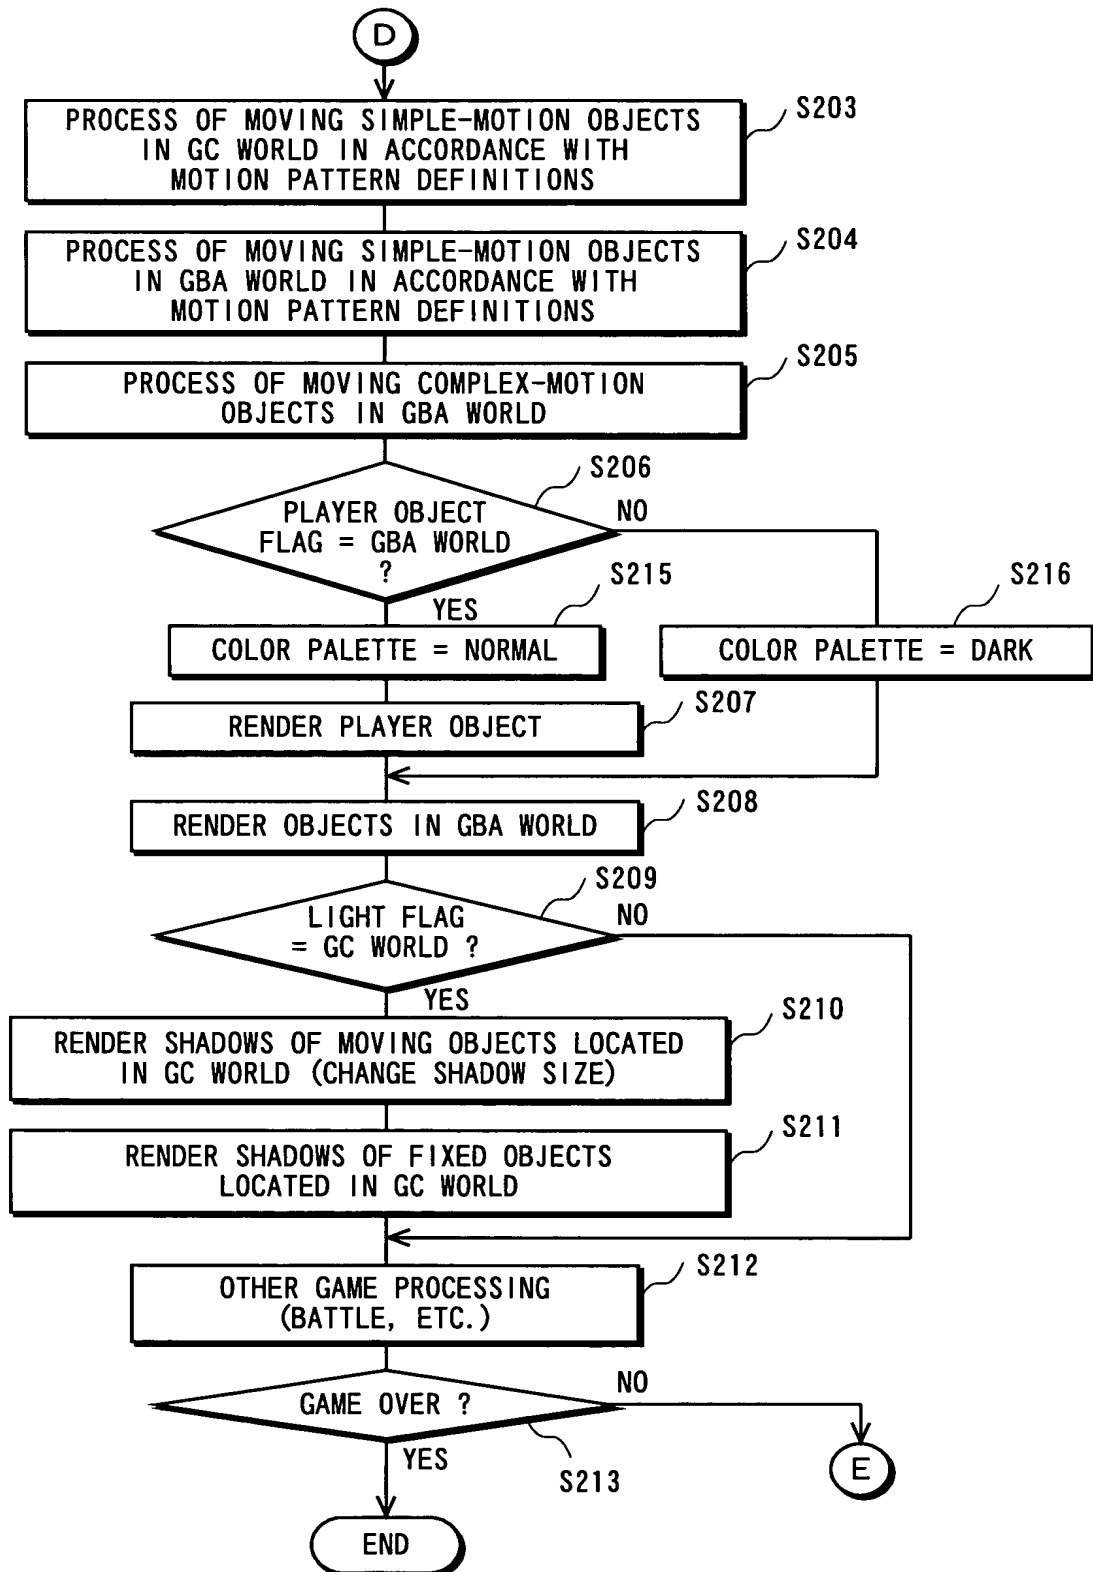 D
S203
PROCESS OF MOVING SIMPLE-MOTION OBJECTS
IN GC WORLD IN ACCORDANCE WITH
MOTION PATTERN DEFINITIONS
S204
PROCESS OF MOVING SIMPLE-MOTION OBJECTS
IN GBA WORLD IN ACCORDANCE WITH
MOTION PATTERN DEFINITIONS
S205
PROCESS OF MOVING COMPLEX-MOTION
OBJECTS IN GBA WORLD
S206
PLAYER OBJECT
FLAG = GBA WORLD
?
NO
YES
S215
COLOR PALETTE = NORMAL
S216
COLOR PALETTE = DARK
S207
RENDER PLAYER OBJECT
S208
RENDER OBJECTS IN GBA WORLD
S209
LIGHT FLAG
= GC WORLD ?
NO
YES
S210
RENDER SHADOWS OF MOVING OBJECTS LOCATED
IN GC WORLD (CHANGE SHADOW SIZE)
S211
RENDER SHADOWS OF FIXED OBJECTS
LOCATED IN GC WORLD
S212
OTHER GAME PROCESSING
(BATTLE, ETC.)
GAME OVER ?
NO
YES
S213
E
END